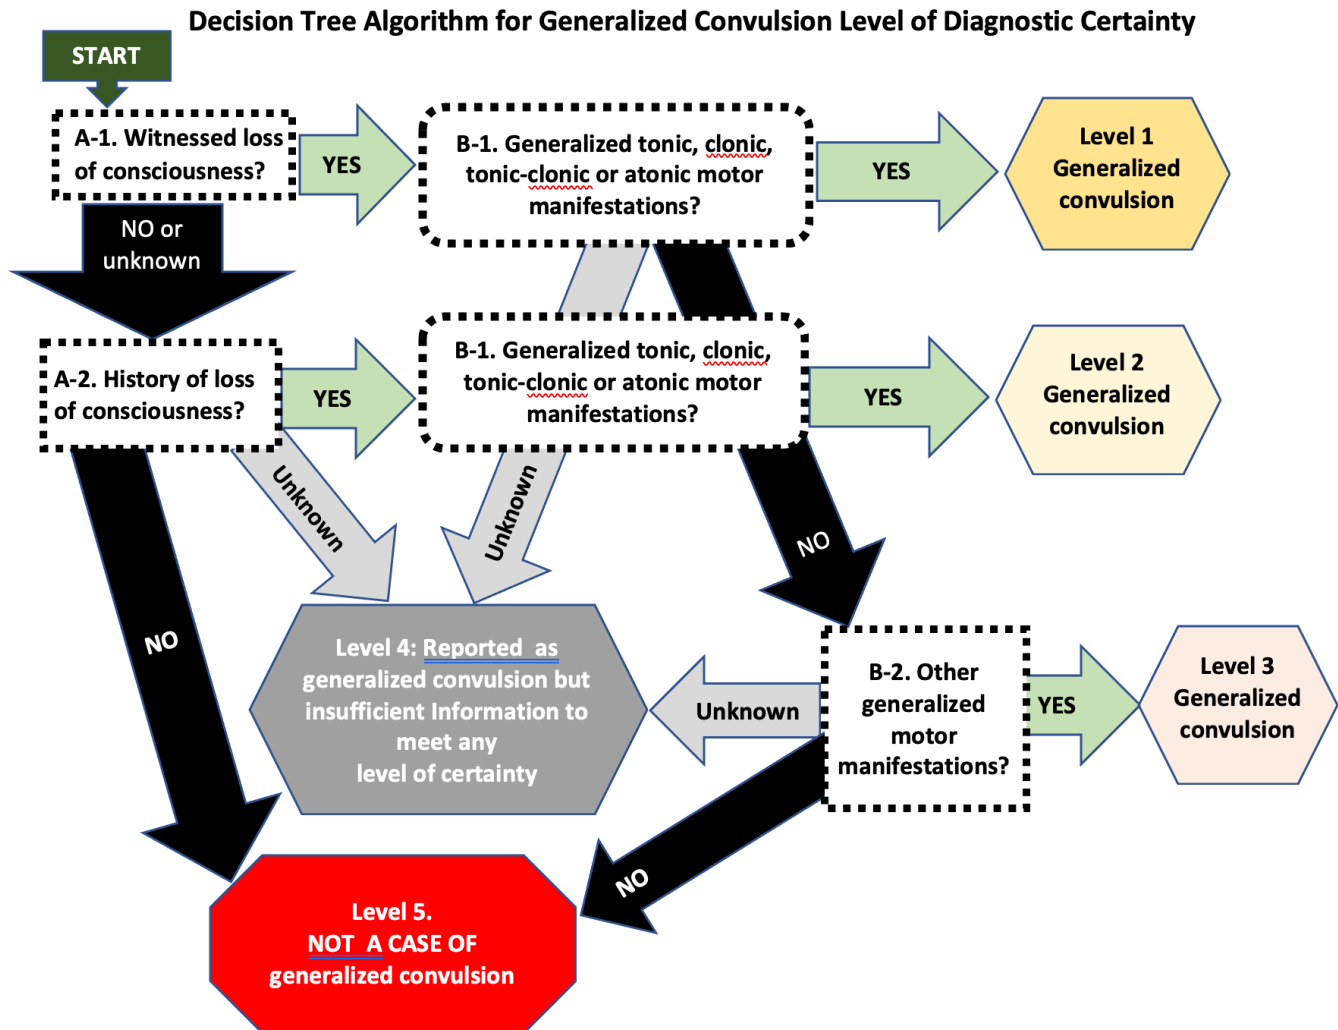 Decision Tree Algorithm for Generalized Convulsion Level of Diagnostic Certainty
START
A-1. Witnessed loss
of consciousness?
YES
B-1. Generalized tonic, clonic,
tonic-clonic or atonic motor
manifestations?
YES
Level 1
Generalized
convulsion
NO or
unknown
A-2. History of loss
of consciousness?
YES
B-1. Generalized tonic, clonic,
tonic-clonic or atonic motor
manifestations?
YES
Level 2
Generalized
convulsion
Unknown
Unknown
NO
NO
Level 4: Reported as
generalized convulsion but
insufficient Information to
meet any
level of certainty
Unknown
B-2. Other
generalized
motor
manifestations?
YES
Level 3
Generalized
convulsion
NO
Level 5.
NOT A CASE OF
generalized convulsion